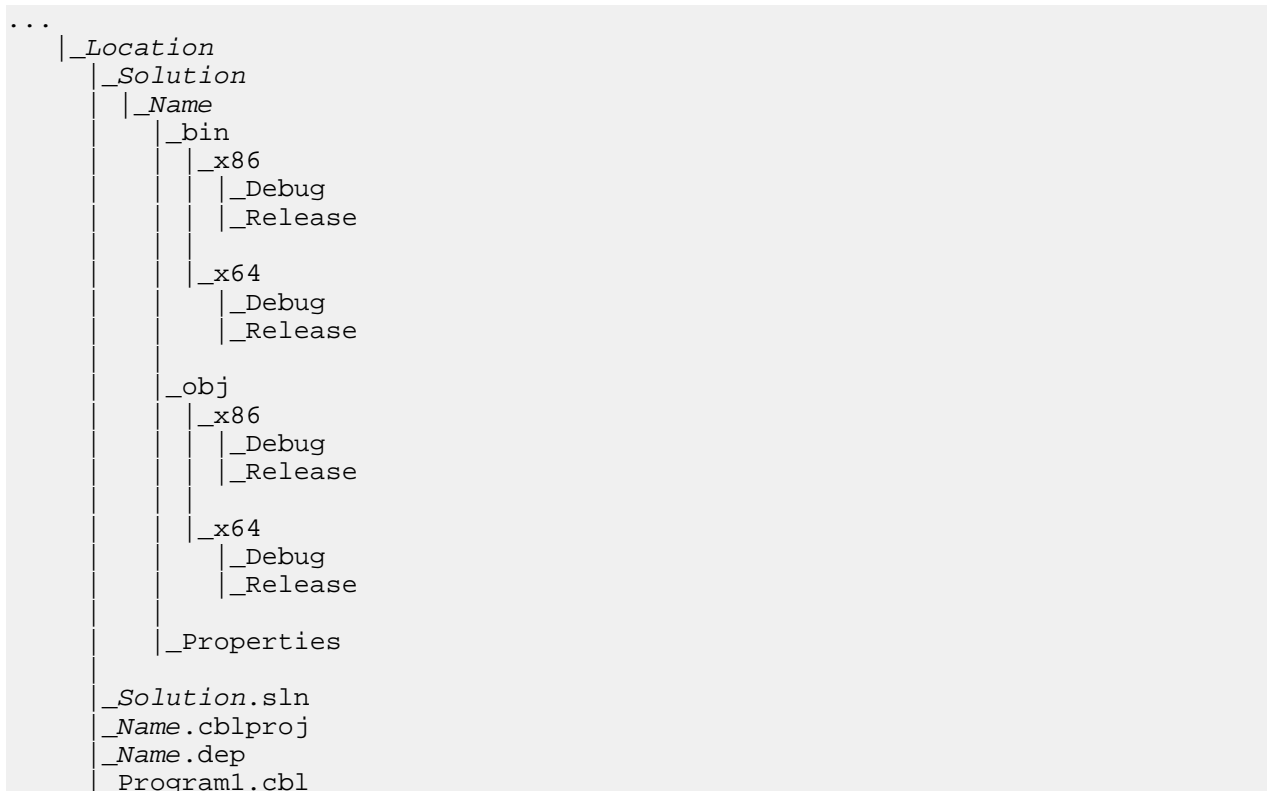 ...
   |_Location
     |_Solution
     | |_Name
     |   |_bin
     |   | |_x86
     |   | | |_Debug
     |   | | |_Release
     |   | |
     |   | |_x64
     |   |   |_Debug
     |   |   |_Release
     |   |
     |   |_obj
     |   | |_x86
     |   | | |_Debug
     |   | | |_Release
     |   | |
     |   | |_x64
     |   |   |_Debug
     |   |   |_Release
     |   |
     |   |_Properties
     |
     |_Solution.sln
     |_Name.cblproj
     |_Name.dep
     |_Program1.cbl